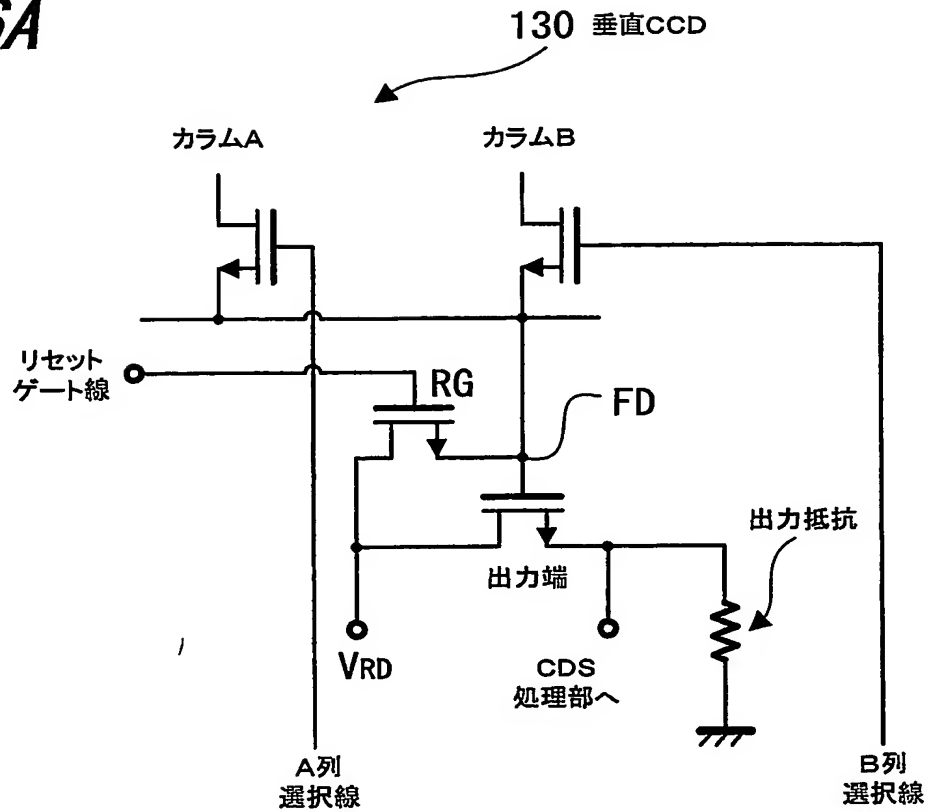 130 垂直CCD
カラムA
カラムB
リセット
ゲート線
RG
FD
出力抵抗
出力端
VRD
CDS
処理部へ
A列
選択線
B列
選択線